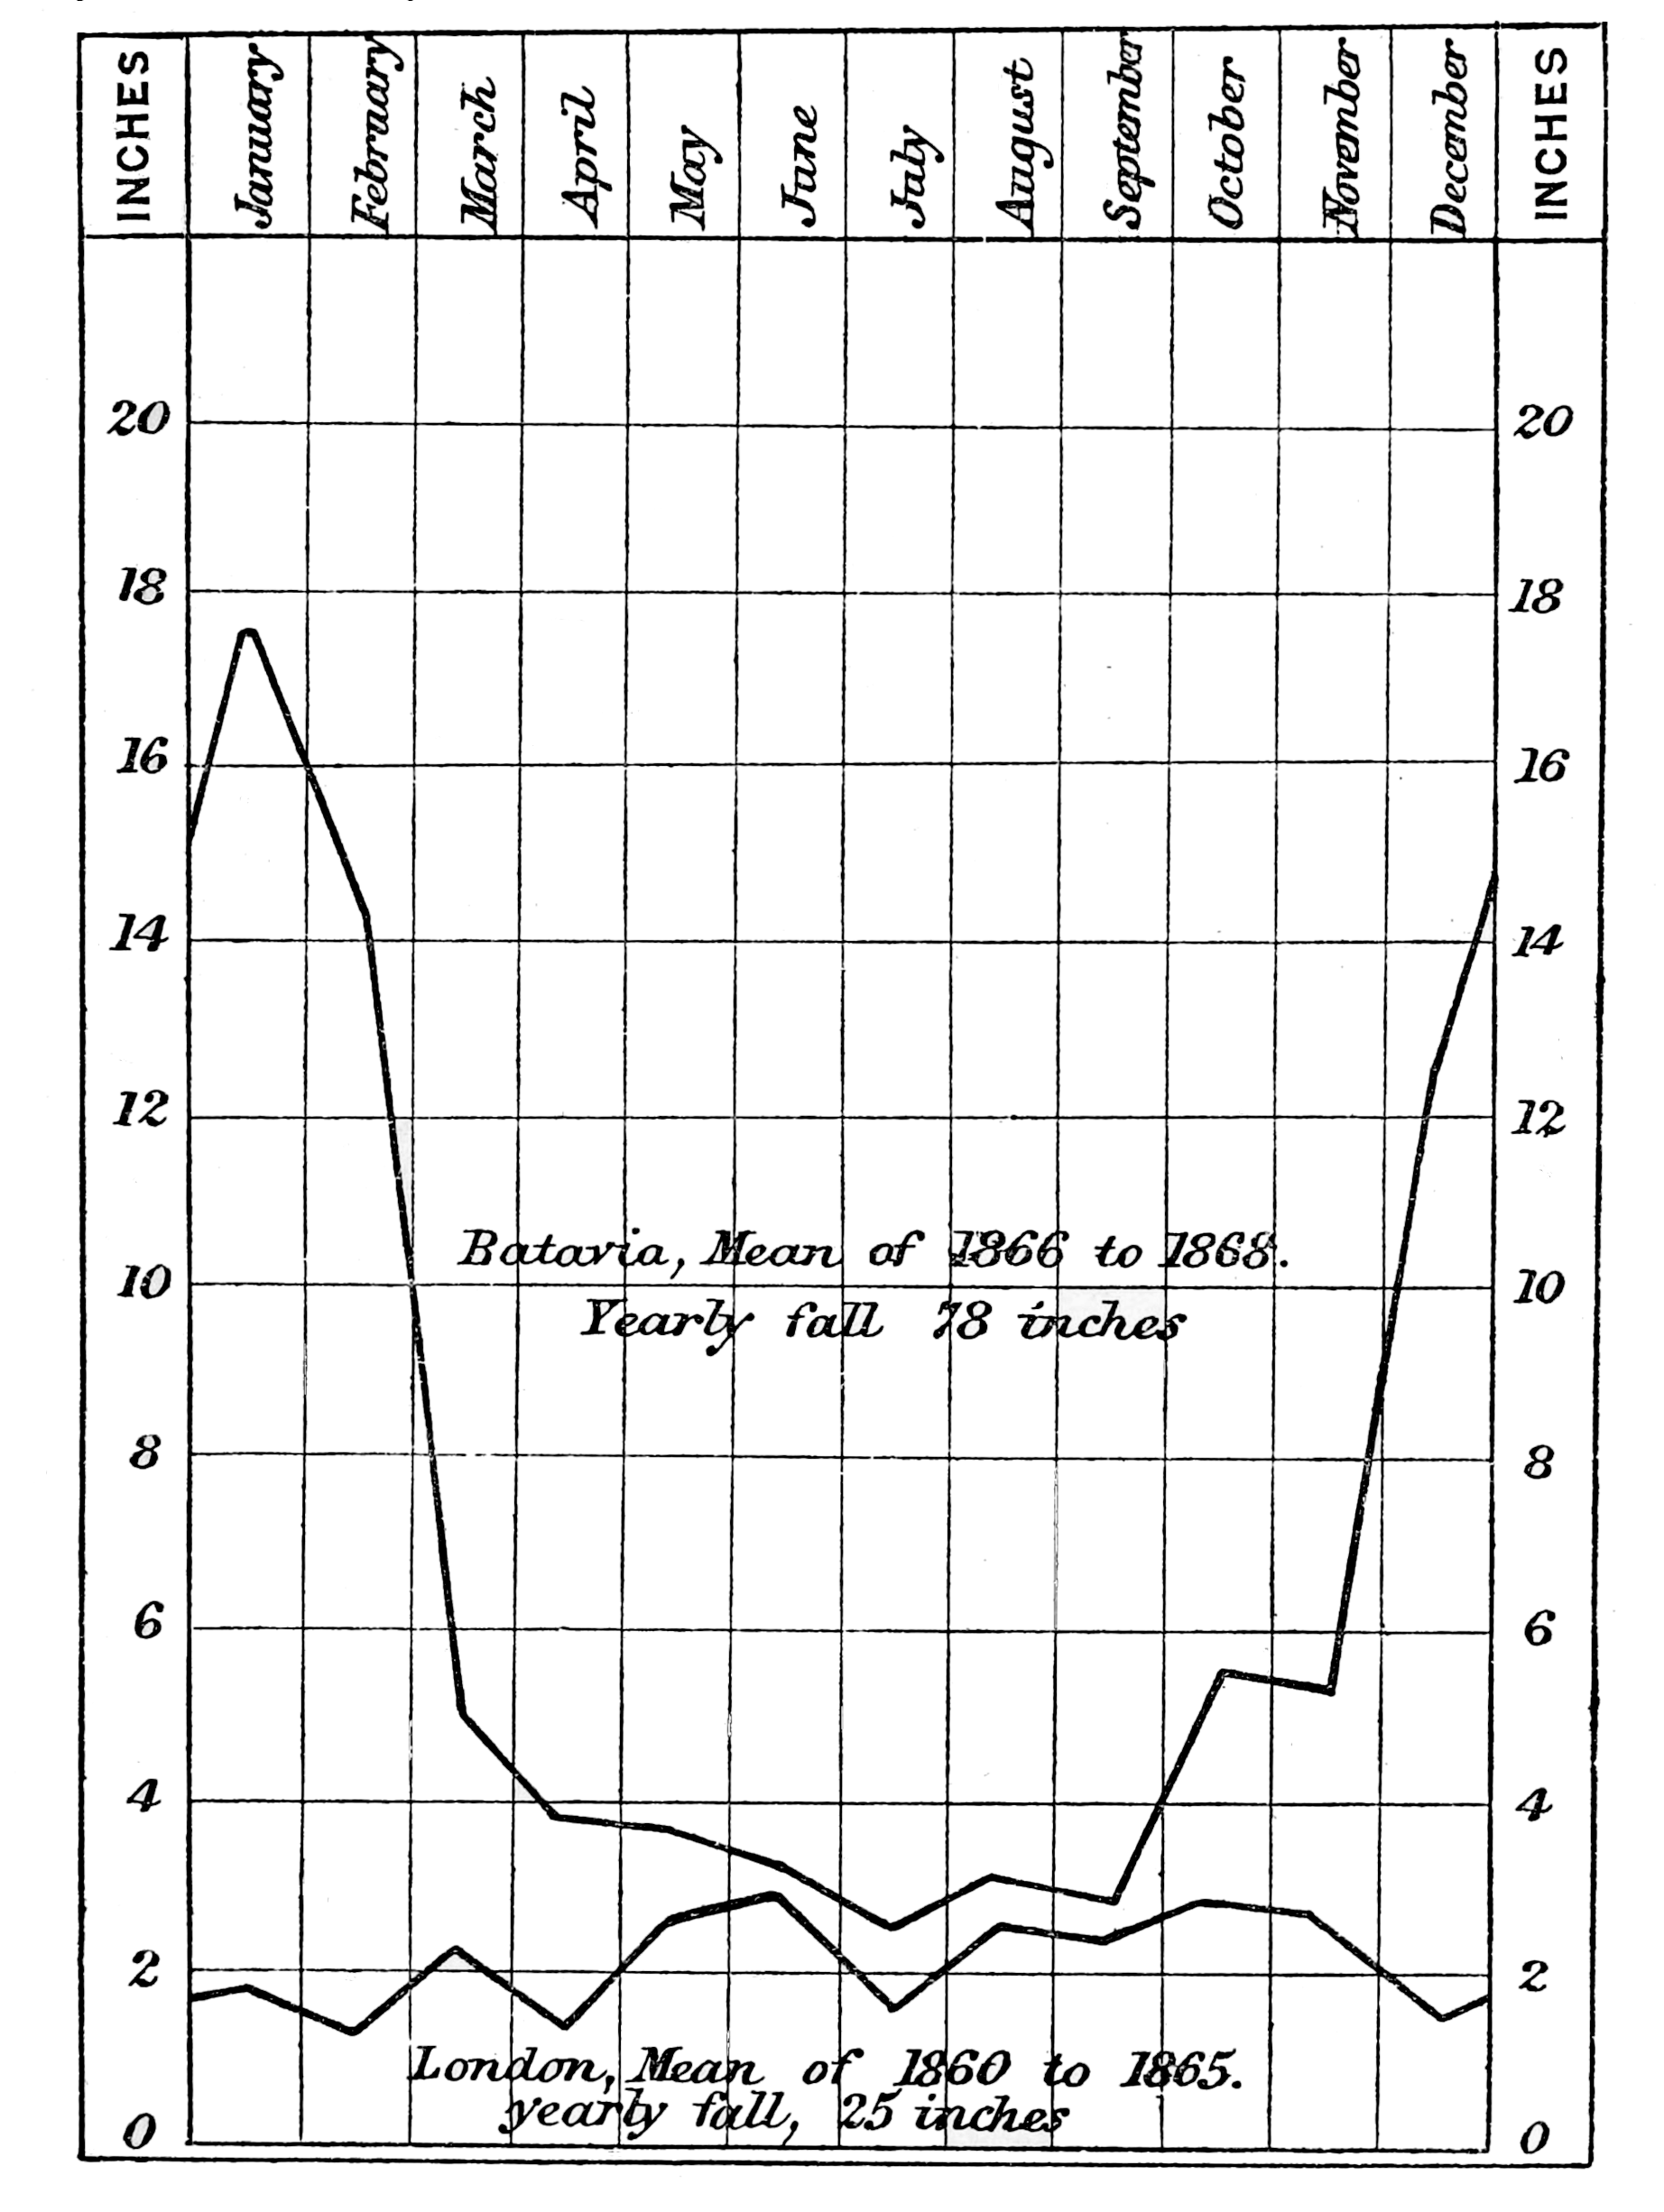 INCHES January February March April May June July August September October November December INCHES
20 20
18 18
16 16
14 14
12 12
Batavia, Mean of 1866 to 1868.
10 10
Yearly fall 78 inches
8 8
6 6
4 4
2 2
London, Mean of 1860 to 1865.
yearly fall, 25 inches
0 0